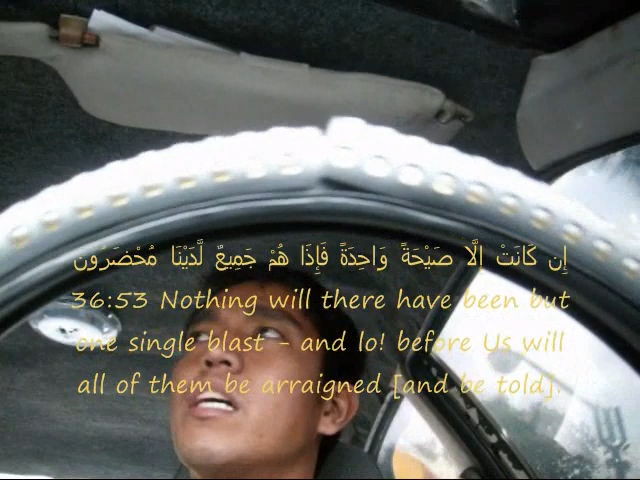 إِن كَانَتْ إِلَّا صَيْحَةً وَاحِدَةً فَإِذَا هُمْ جَمِيعٌ لَّدَيْنَا مُحْضَرُونَ
36:53 Nothing will there have been but
one single blast - and lo! before Us will
all of them be arraigned [and be told]: